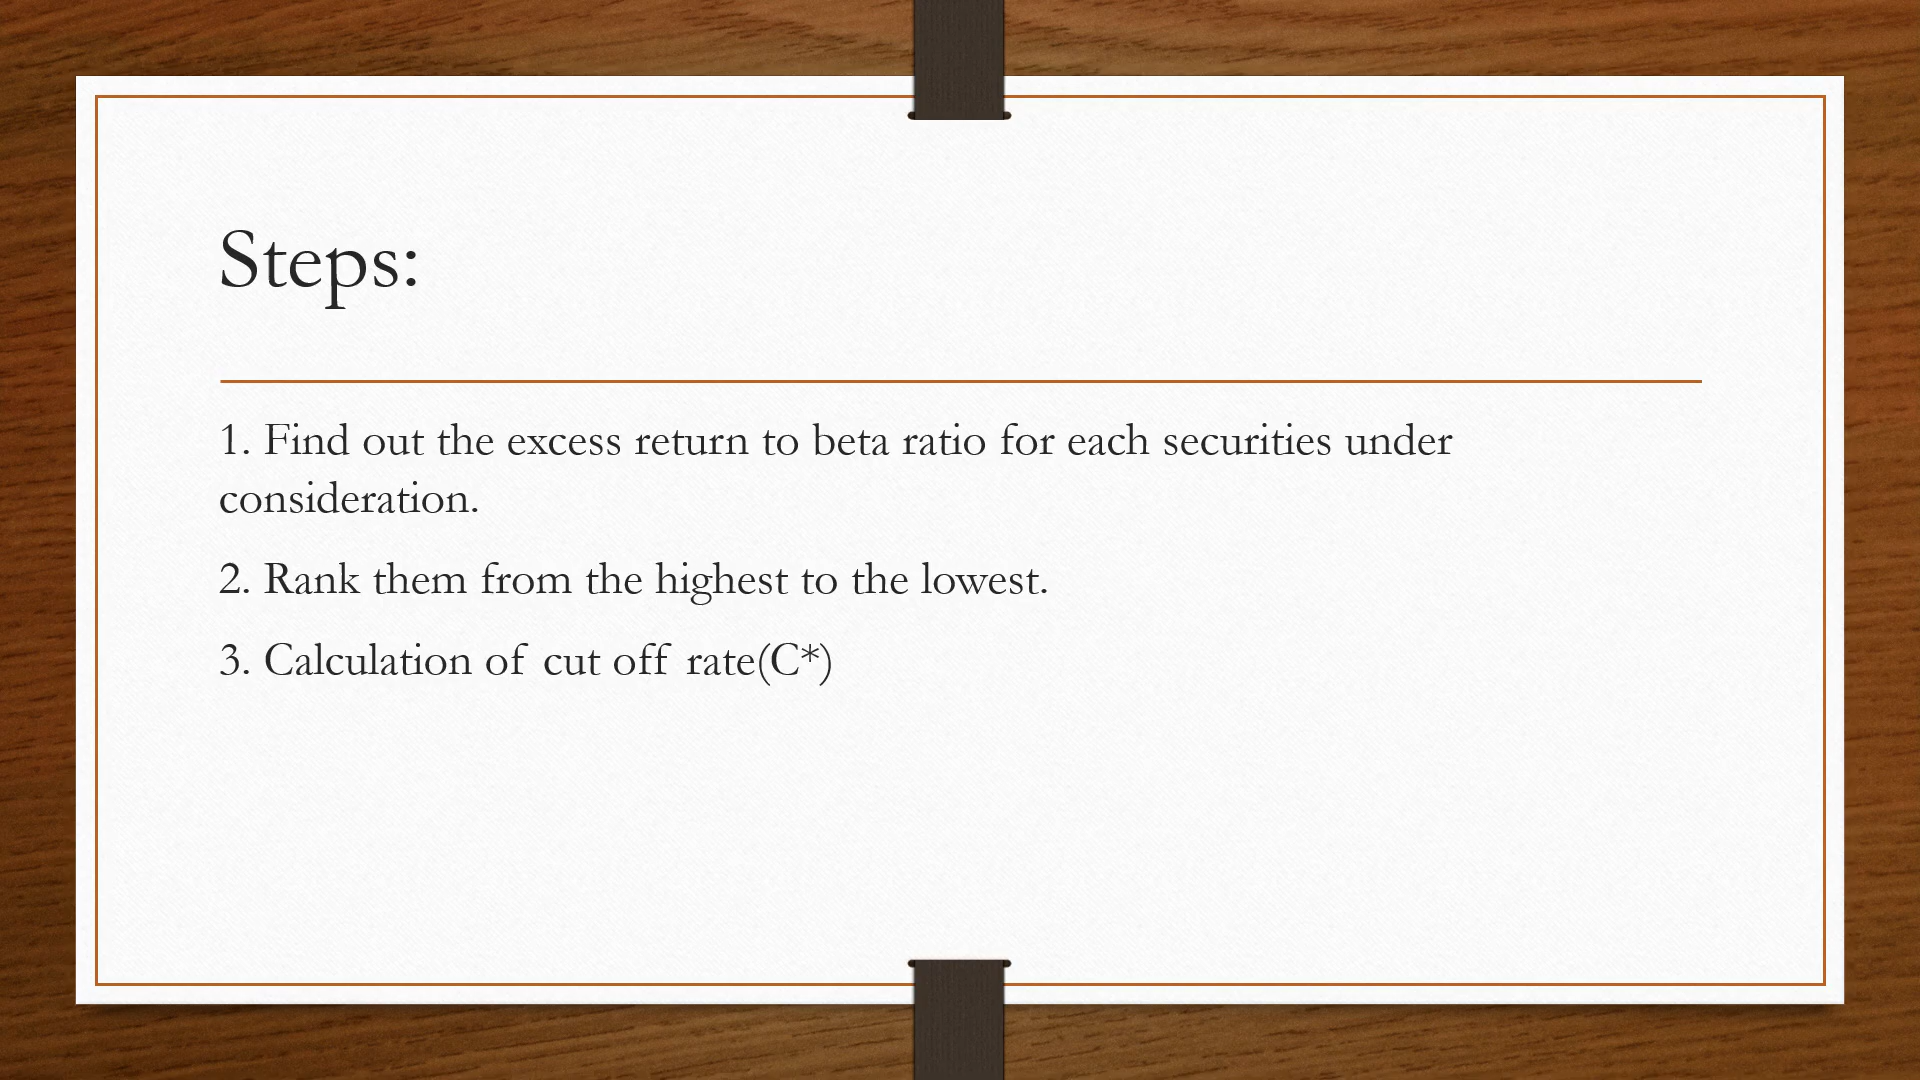 Steps:
1. Find out the excess return to beta ratio for each securities under
consideration.
2. Rank them from the highest to the lowest.
3. Calculation of cut off rate(C*)